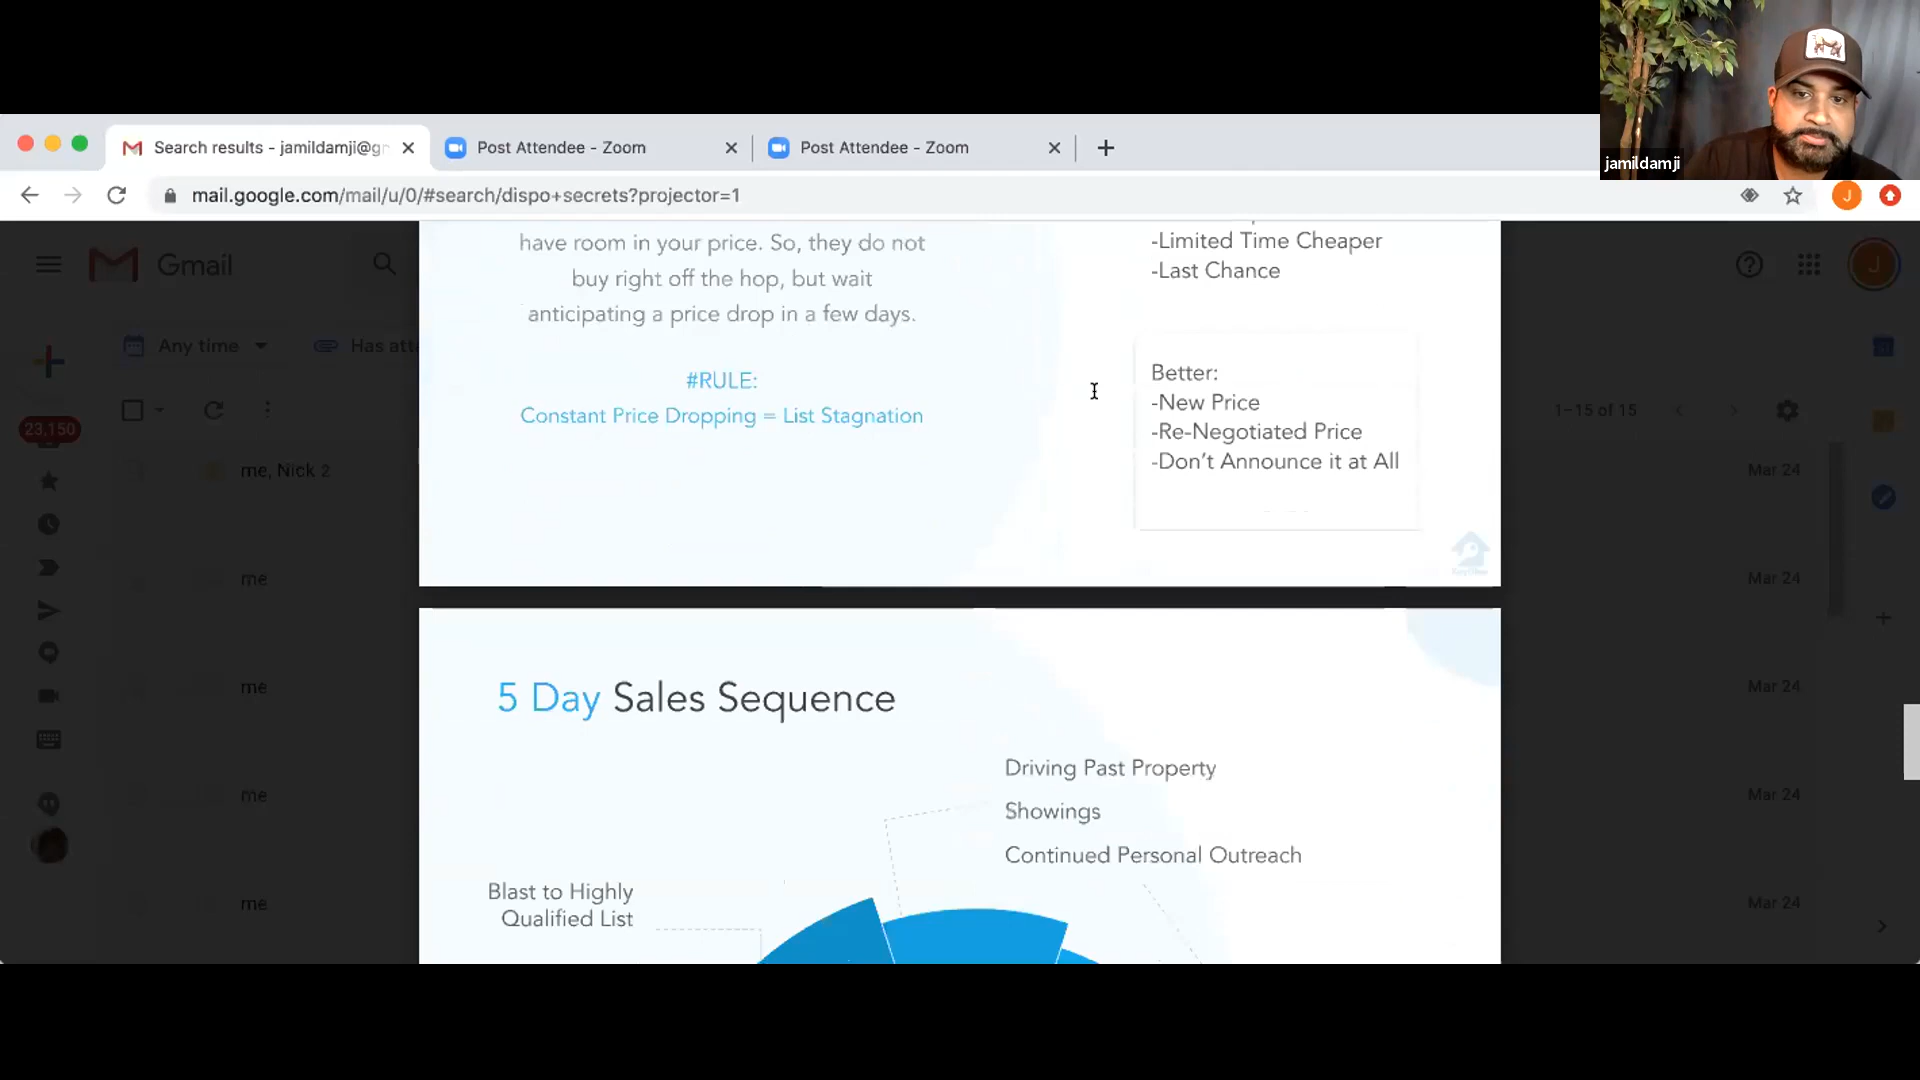 jamildamji
Search results - jamildamji@gm
Post Attendee - Zoom
Post Attendee - Zoom
mail.google.com/mail/u/0/#search/dispo+secrets?projector=1
J
Gmail
J
Any time
Has atta
23,150
1–15 of 15
me, Nick 2
Mar 24
me
Mar 24
me
Mar 24
me
Mar 24
me
Mar 24
have room in your price. So, they do not
buy right off the hop, but wait
anticipating a price drop in a few days.
#RULE:
Constant Price Dropping = List Stagnation
-Limited Time Cheaper
-Last Chance
Better:
-New Price
-Re-Negotiated Price
-Don't Announce it at All
5 Day Sales Sequence
Driving Past Property
Showings
Continued Personal Outreach
Blast to Highly
Qualified List